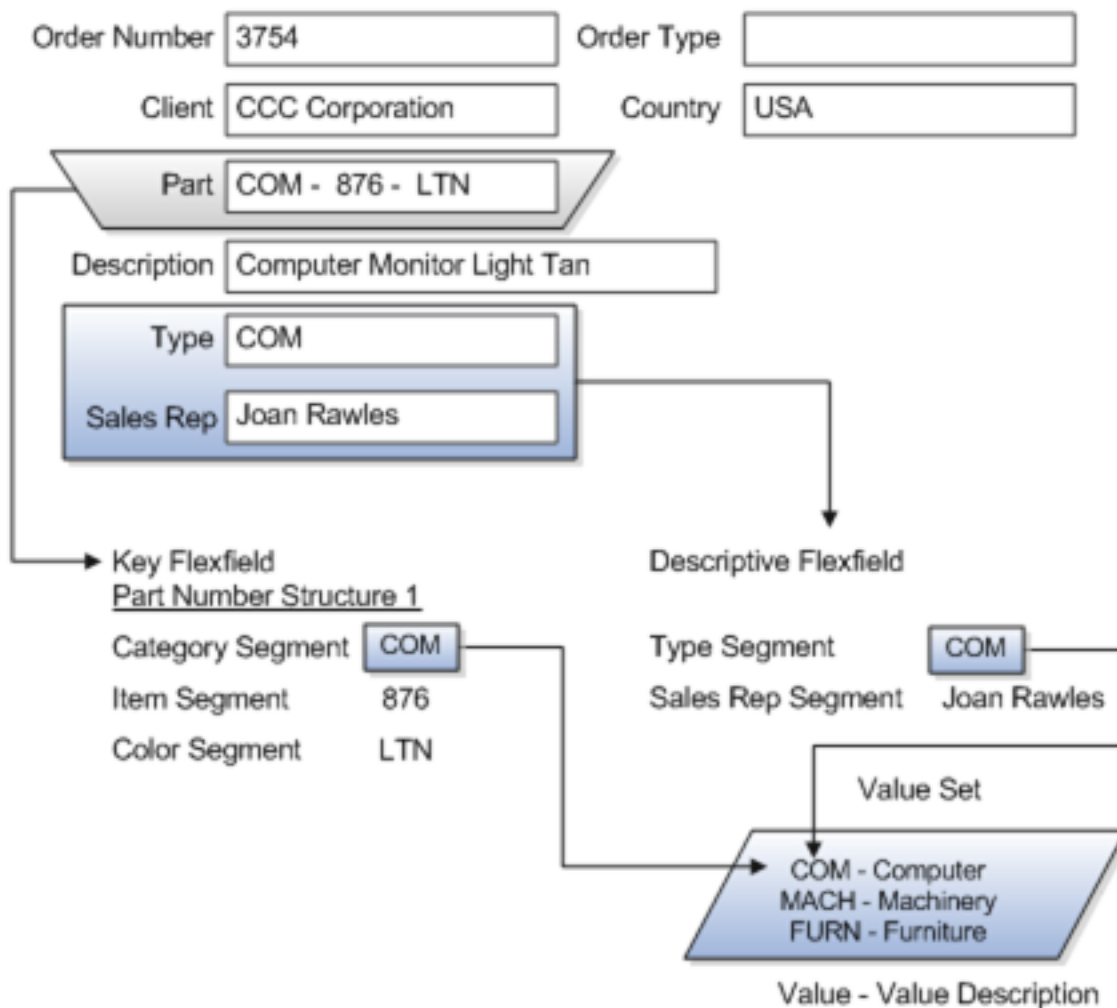 Order Number 3754 Order Type
Client CCC Corporation Country USA
Part COM - 876 - LTN
Description Computer Monitor Light Tan
Type COM
Sales Rep Joan Rawles
Key Flexfield Descriptive Flexfield
Part Number Structure 1
Category Segment COM Type Segment COM
Item Segment 876 Sales Rep Segment Joan Rawles
Color Segment LTN
Value Set
COM - Computer
MACH - Machinery
FURN - Furniture
Value - Value Description